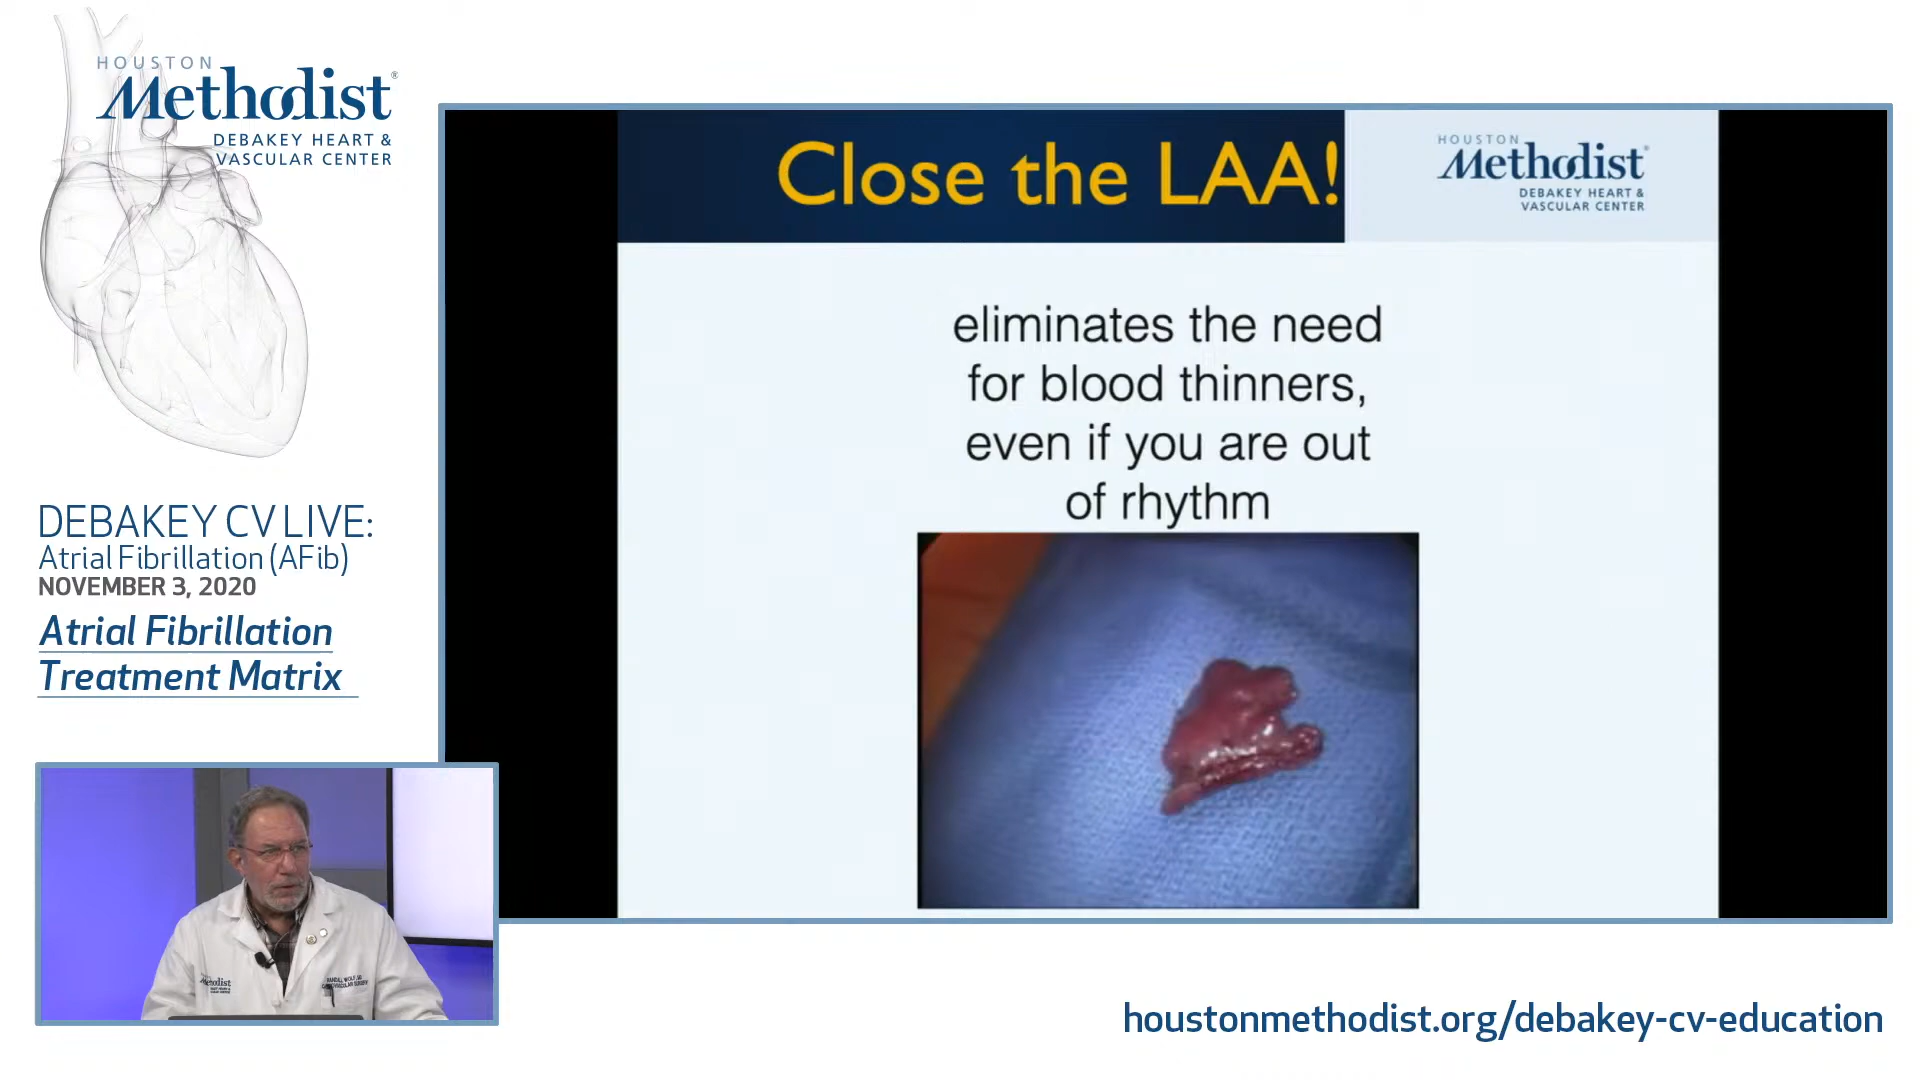 HOUSTON
Methodist®
DEBAKEY HEART &
VASCULAR CENTER
DEBAKEY CV LIVE:
Atrial Fibrillation (AFib)
NOVEMBER 3, 2020
Atrial Fibrillation
Treatment Matrix
Close the LAA!
HOUSTON
Methodist®
DEBAKEY HEART &
VASCULAR CENTER
eliminates the need
for blood thinners,
even if you are out
of rhythm
Methodist
houstonmethodist.org/debakey-cv-education